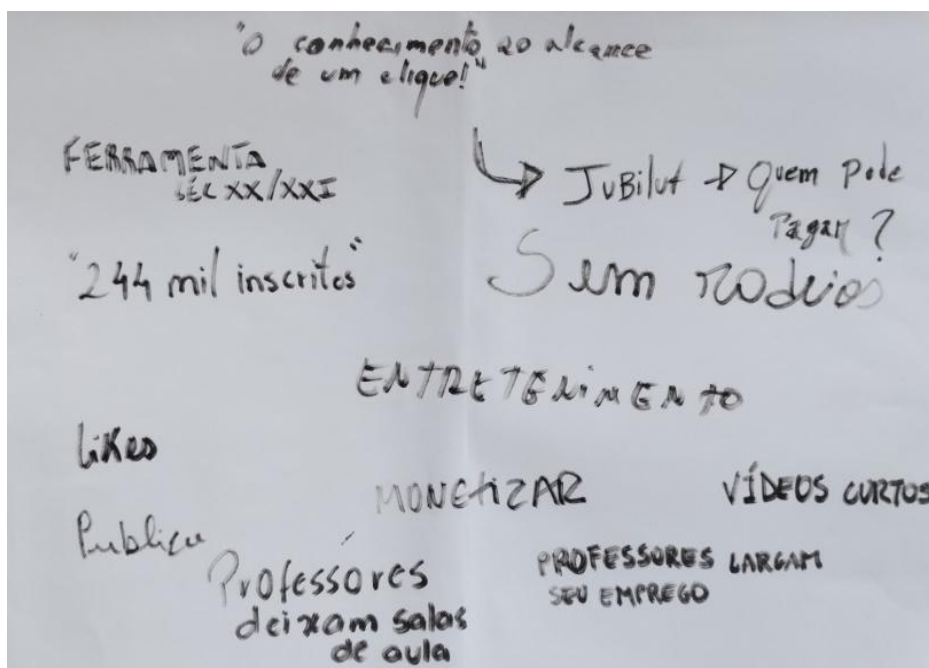 "O conhecimento ao alcance
de um clique!"
FERRAMENTA
SÉC XX/XXI
JuBilut → Quem Pode
Pagar?
"244 mil inscritos"
Sem rodeios
ENTRETENIMENTO
likes
MONETIZAR
VÍDEOS CURTOS
Publico
Professores
deixam salas
de aula
PROFESSORES LARGAM
SEU EMPREGO